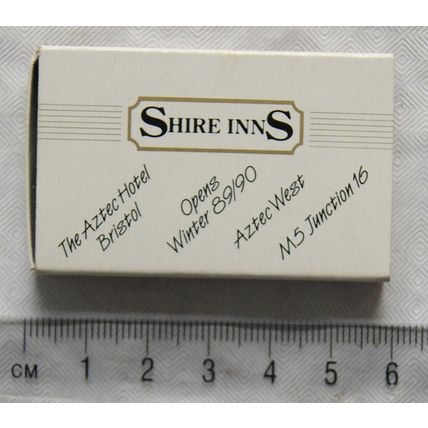 SHIRE INNS
The Aztec Hotel
Bristol
Opens
Winter 89/90
Aztec West
M5 Junction 16
CM 1 2 3 4 5 6